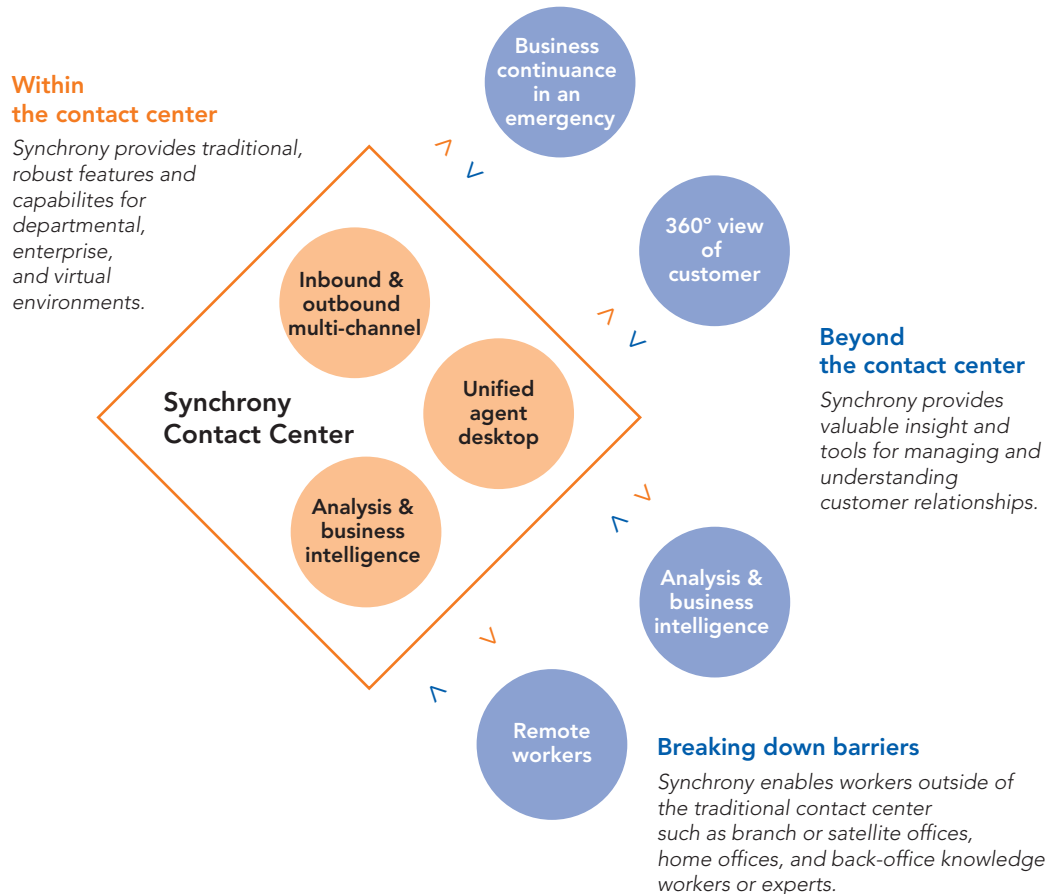 Within
the contact center
Synchrony provides traditional,
robust features and
capabilites for
departmental,
enterprise,
and virtual
environments.
Business
continuance
in an
emergency
360º view
of
customer
Inbound &
outbound
multi-channel
Unified
agent
desktop
Synchrony
Contact Center
Analysis &
business
intelligence
Beyond
the contact center
Synchrony provides
valuable insight and
tools for managing and
understanding
customer relationships.
Analysis &
business
intelligence
Remote
workers
Breaking down barriers
Synchrony enables workers outside of
the traditional contact center
such as branch or satellite offices,
home offices, and back-office knowledge
workers or experts.